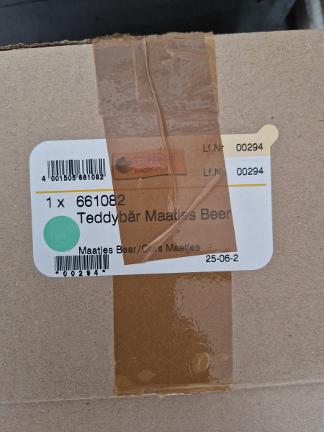 Lf.Nr 00294
Lf.Nr. 00294
4 001505 661082
1 x 661082
Teddybär Maatjes Beer
Maatjes Bear/Ours Maatjes
*00294*
25-06-2